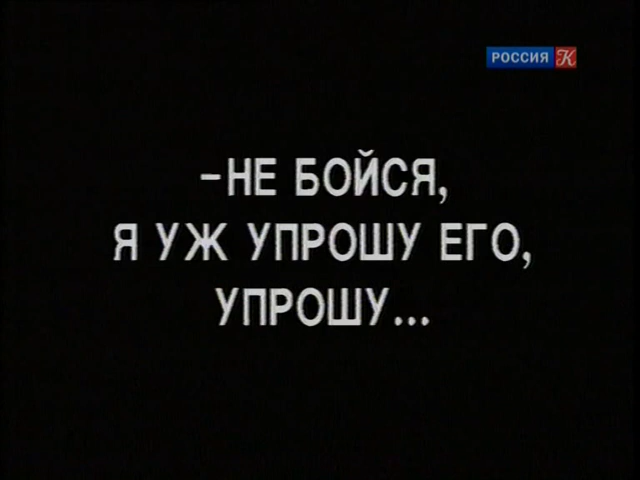 РОССИЯ К
-НЕ БОЙСЯ,
Я УЖ УПРОШУ ЕГО,
УПРОШУ...